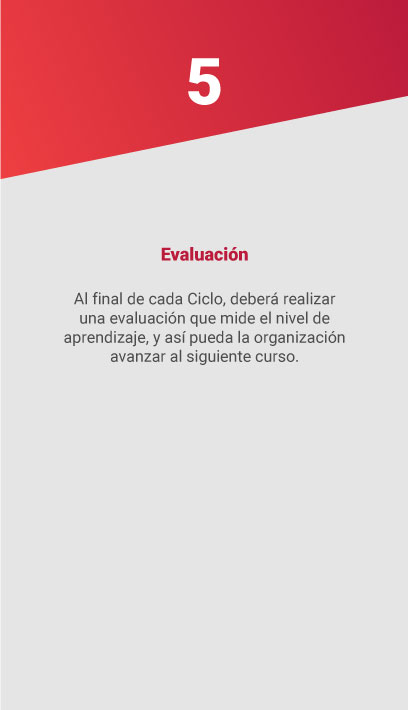 5
Evaluación
Al final de cada Ciclo, deberá realizar
una evaluación que mide el nivel de
aprendizaje, y así pueda la organización
avanzar al siguiente curso.